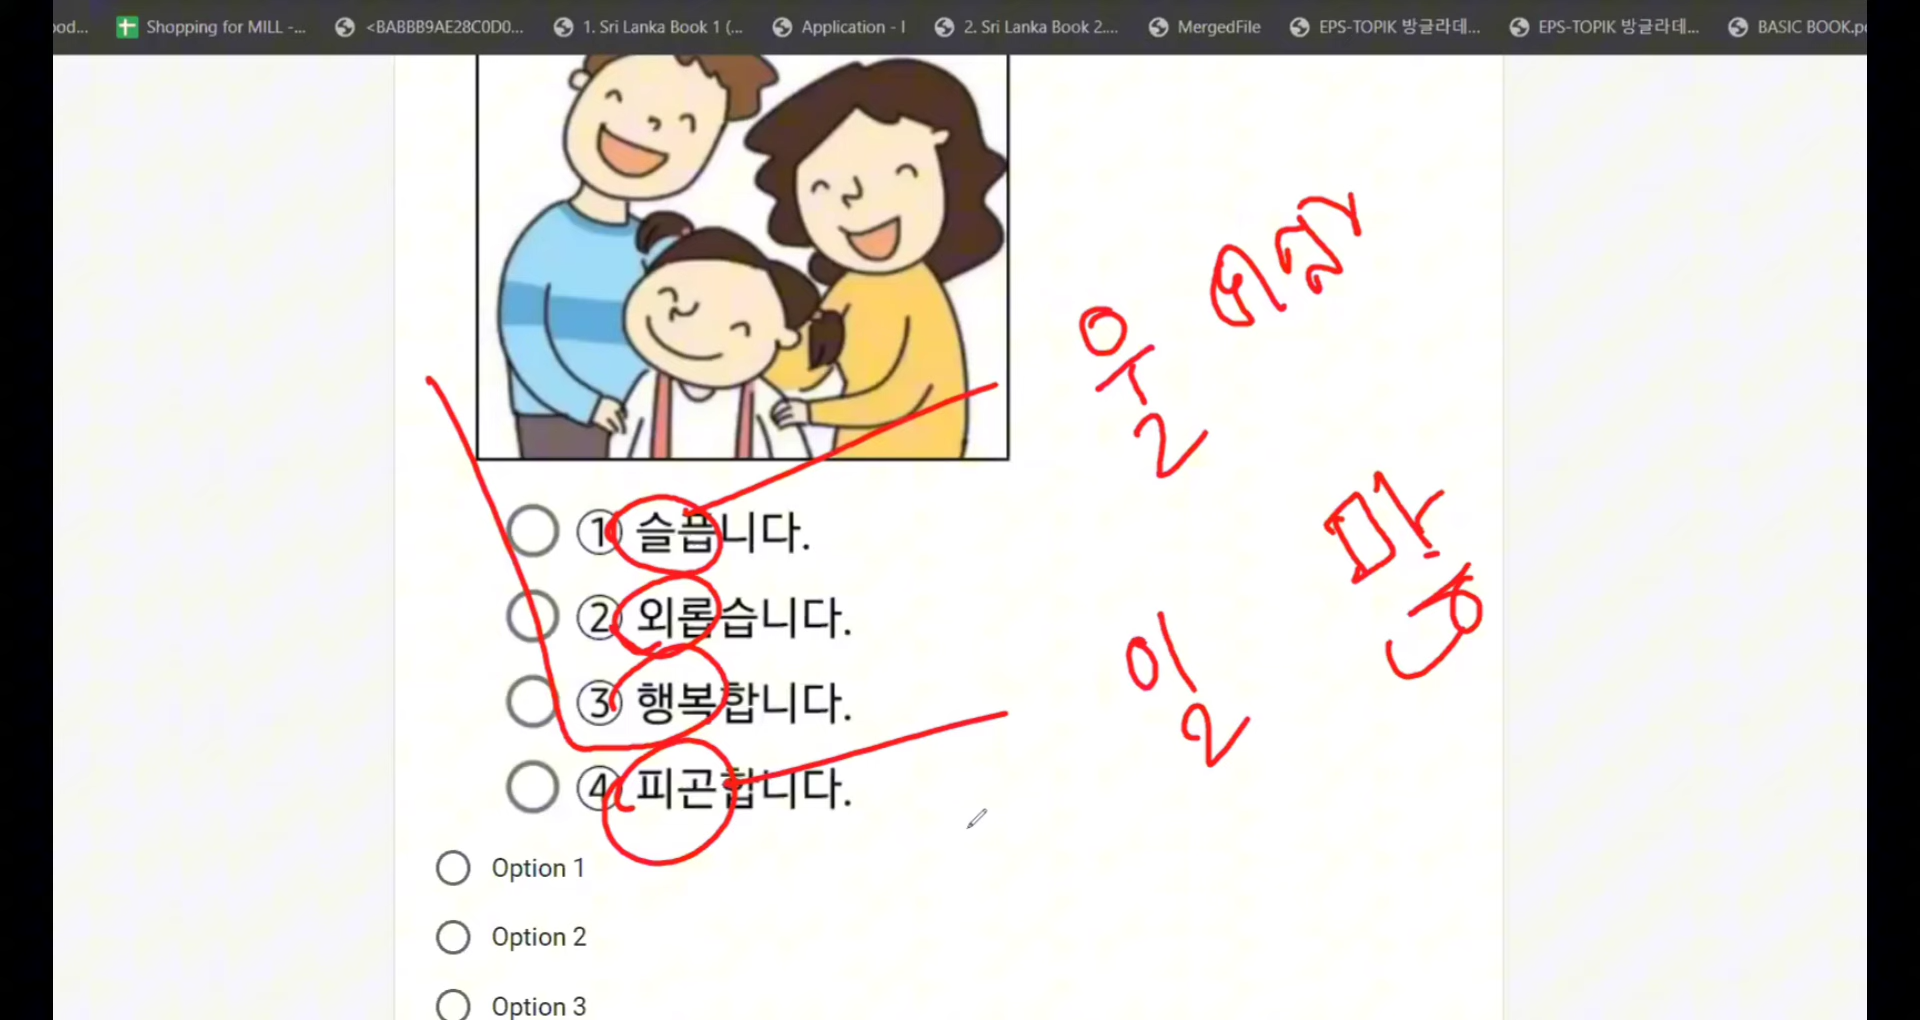 Shopping for MILL -...
<BABBB9AE28C0D0...
1. Sri Lanka Book 1 (...
Application - I
2. Sri Lanka Book 2....
MergedFile
EPS-TOPIK 방글라데...
EPS-TOPIK 방글라데...
BASIC BOOK.p
① 슬픕니다.
② 외롭습니다.
③ 행복합니다.
④ 피곤합니다.
Option 1
Option 2
Option 3